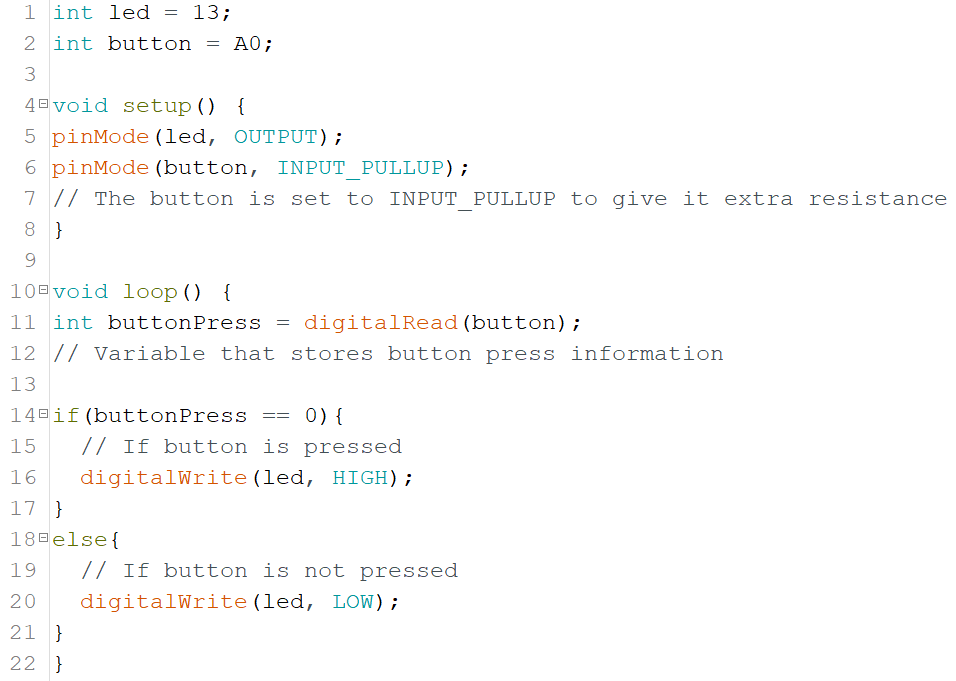 1 int led = 13;
2 int button = A0;
3
4 void setup() {
5 pinMode(led, OUTPUT);
6 pinMode(button, INPUT_PULLUP);
7 // The button is set to INPUT_PULLUP to give it extra resistance
8 }
9
10 void loop() {
11 int buttonPress = digitalRead(button);
12 // Variable that stores button press information
13
14 if(buttonPress == 0){
15   // If button is pressed
16   digitalWrite(led, HIGH);
17 }
18 else{
19   // If button is not pressed
20   digitalWrite(led, LOW);
21 }
22 }